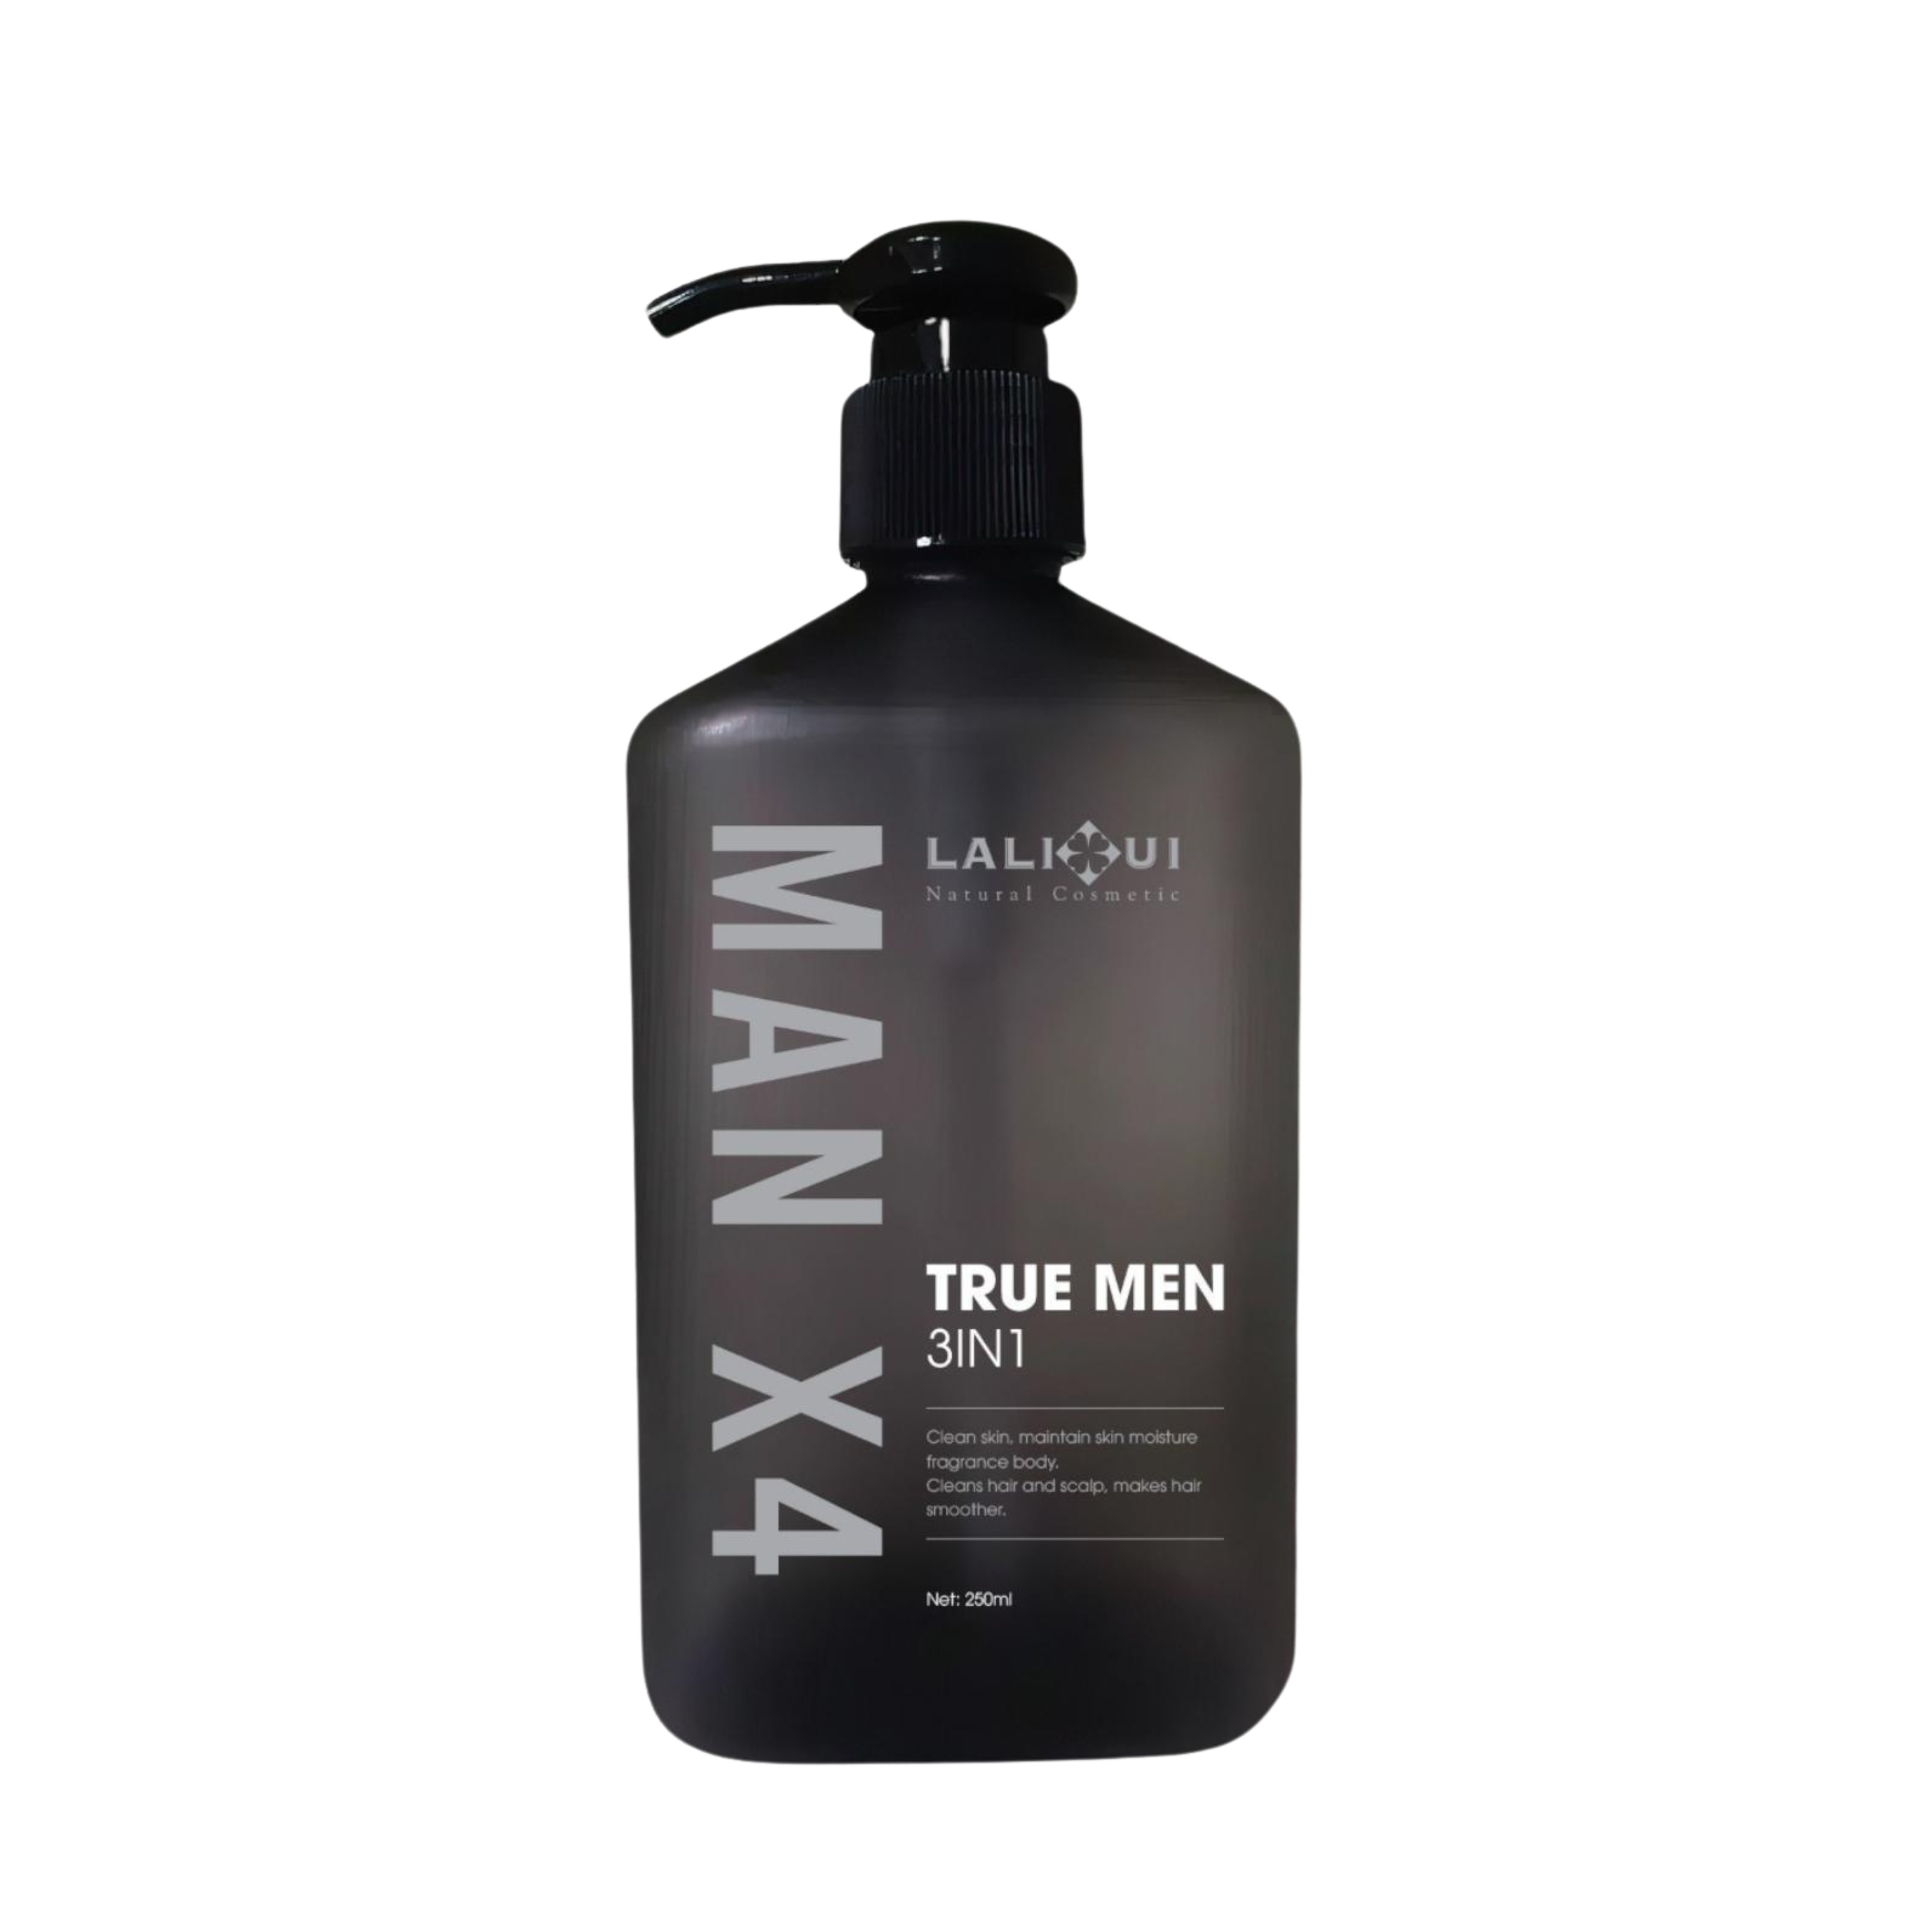 MAN X4
LALIQUI
Natural Cosmetic
TRUE MEN
3IN1
Clean skin, maintain skin moisture
fragrance body.
Cleans hair and scalp, makes hair
smoother.
Net: 250ml